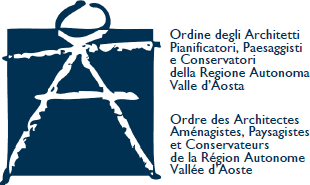 Ordine degli Architetti
Pianificatori, Paesaggisti
e Conservatori
della Regione Autonoma
Valle d'Aosta
Ordre des Architectes
Aménagistes, Paysagistes
et Conservateurs
de la Région Autonome
Vallée d'Aoste